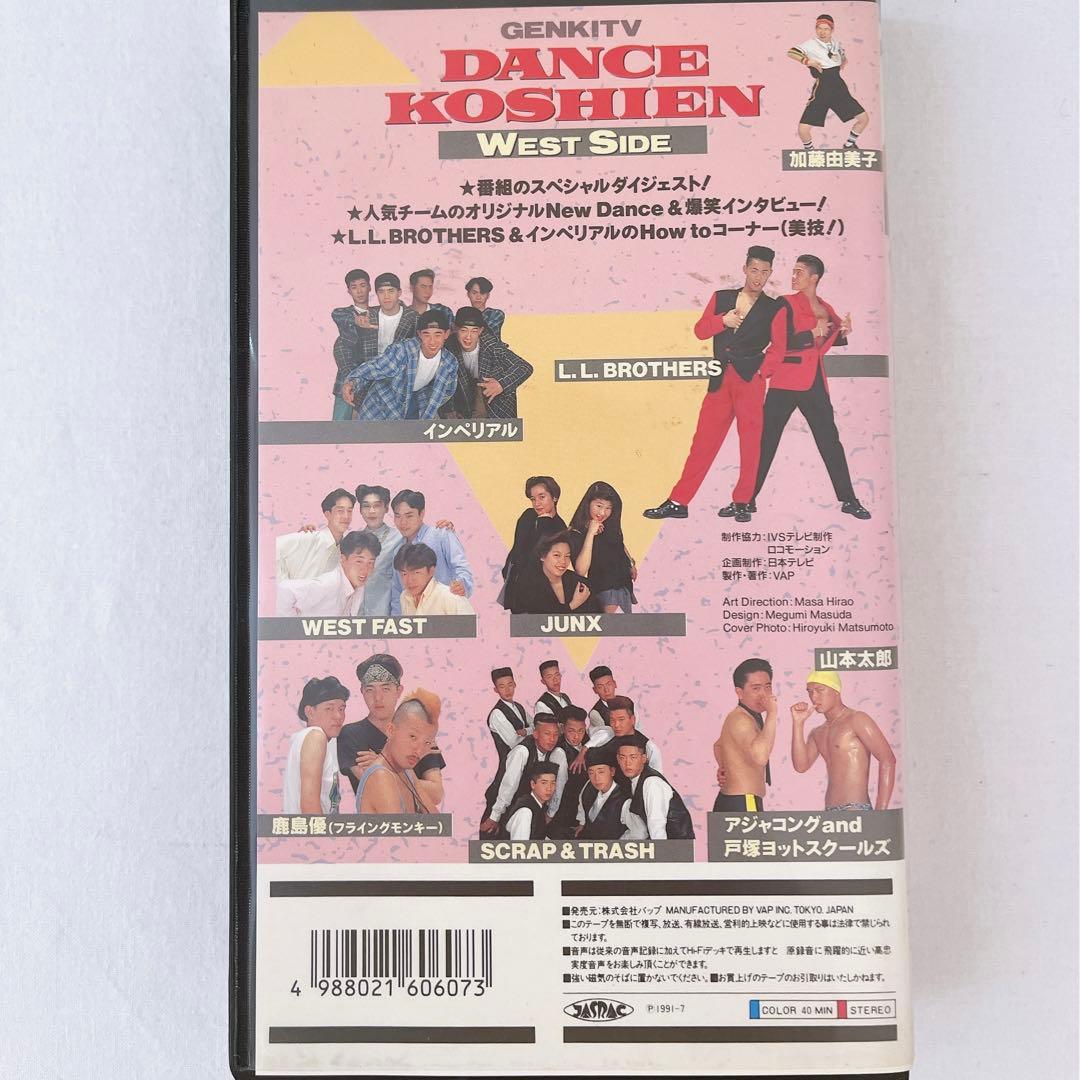 GENKITV
DANCE
KOSHIEN
WEST SIDE
加藤由美子
★番組のスペシャルダイジェスト!
★人気チームのオリジナルNew Dance & 爆笑インタビュー!
★L.L.BROTHERS & インペリアルのHow toコーナー(美技!)
L.L. BROTHERS
インペリアル
制作協力:IVSテレビ制作
ロコモーション
企画制作:日本テレビ
製作・著作:VAP
Art Direction: Masa Hirao
Design: Megumi Masuda
Cover Photo: Hiroyuki Matsumoto
WEST FAST
JUNX
山本太郎
鹿島優(フライングモンキー)
SCRAP & TRASH
アジャコングand
戸塚ヨットスクールズ
■発売元:株式会社バップ MANUFACTURED BY VAP INC. TOKYO. JAPAN
■このテープを無断で複写、放送、有線放送、営利的上映などに使用する事は法律で禁じられ
ております。
■音声は従来の音声記録に加えてHi-Fiデッキで再生しますと 原録音に飛躍的に近い高忠
実度音声をお楽しみ頂くことができます。
■強い磁気のそばに置かないでください。■お買上げのテープのお引取りはいたしかねます。
4 988021 606073
JASRAC
Ⓟ1991-7
COLOR 40 MIN
STEREO